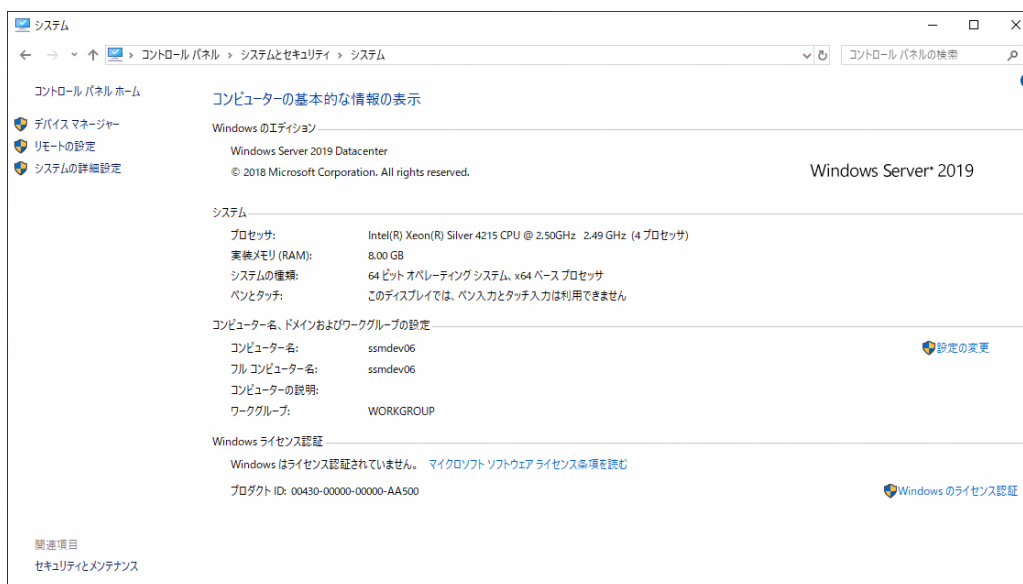 システム
コントロール パネル › システムとセキュリティ › システム
コントロール パネルの検索
コントロール パネル ホーム
デバイス マネージャー
リモートの設定
システムの詳細設定
コンピューターの基本的な情報の表示
Windows のエディション
Windows Server 2019 Datacenter
© 2018 Microsoft Corporation. All rights reserved.
Windows Server® 2019
システム
プロセッサ: Intel(R) Xeon(R) Silver 4215 CPU @ 2.50GHz 2.49 GHz (4 プロセッサ)
実装メモリ (RAM): 8.00 GB
システムの種類: 64 ビット オペレーティング システム、x64 ベース プロセッサ
ペンとタッチ: このディスプレイでは、ペン入力とタッチ入力は利用できません
コンピューター名、ドメインおよびワークグループの設定
コンピューター名: ssmdev06
設定の変更
フル コンピューター名: ssmdev06
コンピューターの説明:
ワークグループ: WORKGROUP
Windows ライセンス認証
Windows はライセンス認証されていません。 マイクロソフト ソフトウェア ライセンス条項を読む
プロダクト ID: 00430-00000-00000-AA500
Windows のライセンス認証
関連項目
セキュリティとメンテナンス